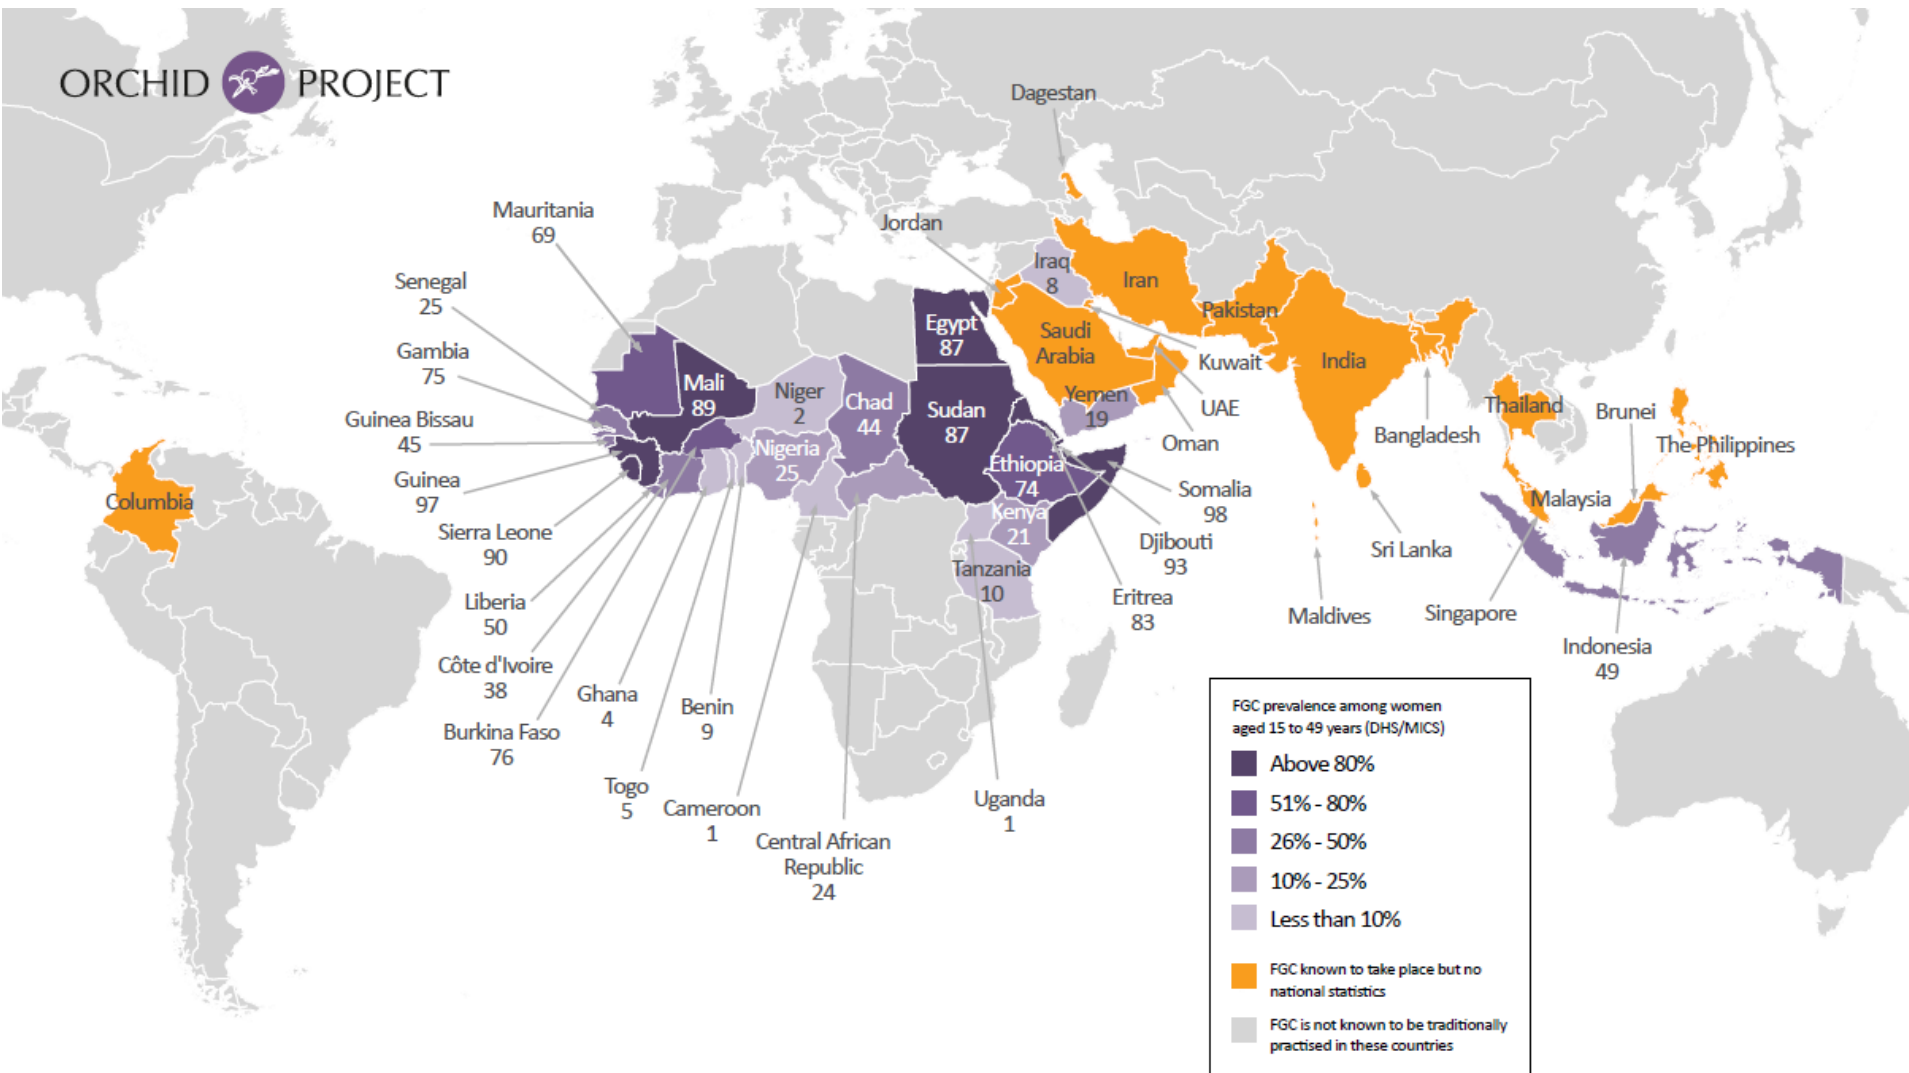 ORCHID PROJECT
Dagestan
Mauritania
69
Jordan
Senegal
25
Iraq
8
Iran
Pakistan
Egypt
87
Saudi
Arabia
Gambia
75
Kuwait
India
Mali
89
Niger
2
Chad
44
Sudan
87
Yemen
19
UAE
Thailand
Brunei
Guinea Bissau
45
Oman
Bangladesh
The Philippines
Nigeria
25
Ethiopia
74
Guinea
97
Columbia
Somalia
98
Malaysia
Kenya
21
Sierra Leone
90
Djibouti
93
Sri Lanka
Tanzania
10
Liberia
50
Eritrea
83
Maldives
Singapore
Indonesia
49
Côte d'Ivoire
38
Ghana
4
Benin
9
Burkina Faso
76
Togo
5
Cameroon
1
Uganda
1
Central African
Republic
24
FGC prevalence among women
aged 15 to 49 years (DHS/MICS)
Above 80%
51% - 80%
26% - 50%
10% - 25%
Less than 10%
FGC known to take place but no
national statistics
FGC is not known to be traditionally
practised in these countries